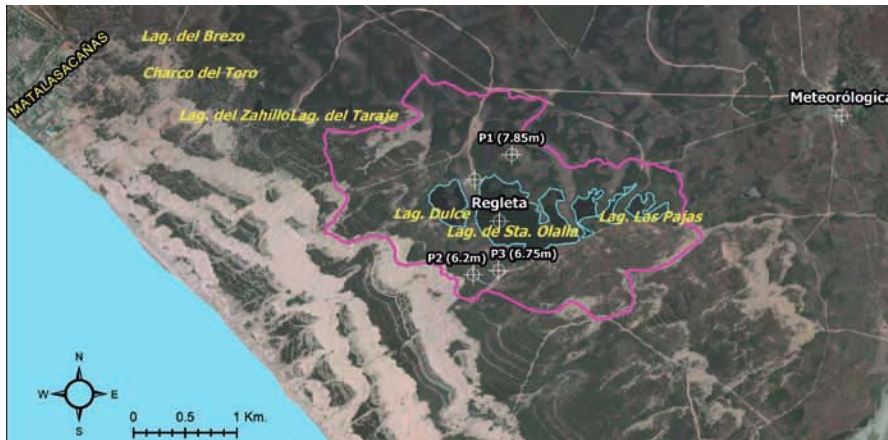 MATALASCAÑAS
Lag. del Brezo
Charco del Toro
Lag. del Zahillo Lag. del Taraje
Meteorólogica
P1 (7.85m)
Regleta
Lag. Dulce
Lag. Las Pajas
Lag. de Sta. Olalla
P2 (6.2m)
P3 (6.75m)
N
W E
S
0 0.5 1 Km.